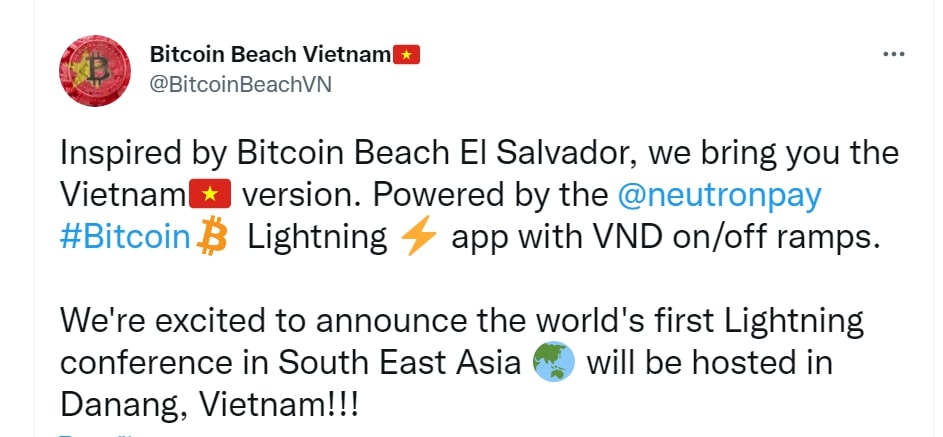 Bitcoin Beach Vietnam🇻🇳
@BitcoinBeachVN
Inspired by Bitcoin Beach El Salvador, we bring you the
Vietnam🇻🇳 version. Powered by the @neutronpay
#Bitcoin Lightning ⚡ app with VND on/off ramps.
We're excited to announce the world's first Lightning
conference in South East Asia 🌏 will be hosted in
Danang, Vietnam!!!